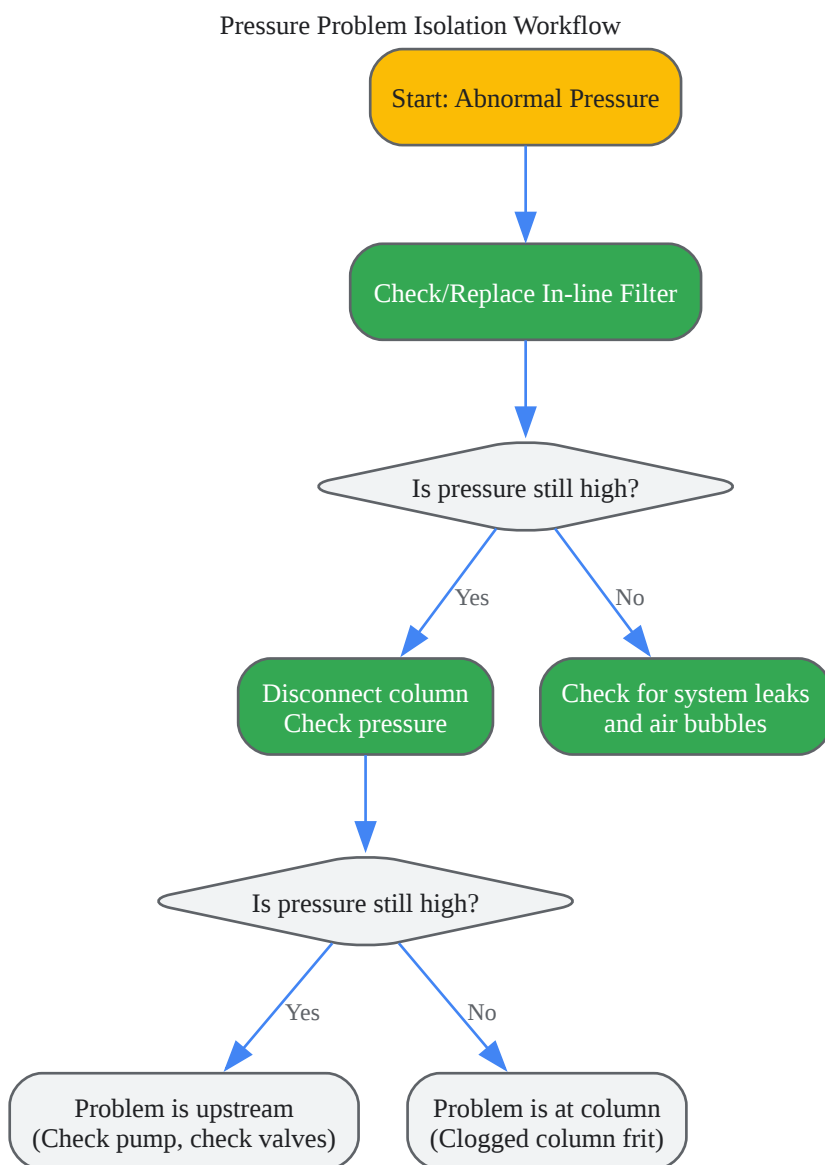 Pressure Problem Isolation Workflow
Start: Abnormal Pressure
Check/Replace In-line Filter
Is pressure still high?
Yes
No
Disconnect column
Check pressure
Check for system leaks
and air bubbles
Is pressure still high?
Yes
No
Problem is upstream
(Check pump, check valves)
Problem is at column
(Clogged column frit)